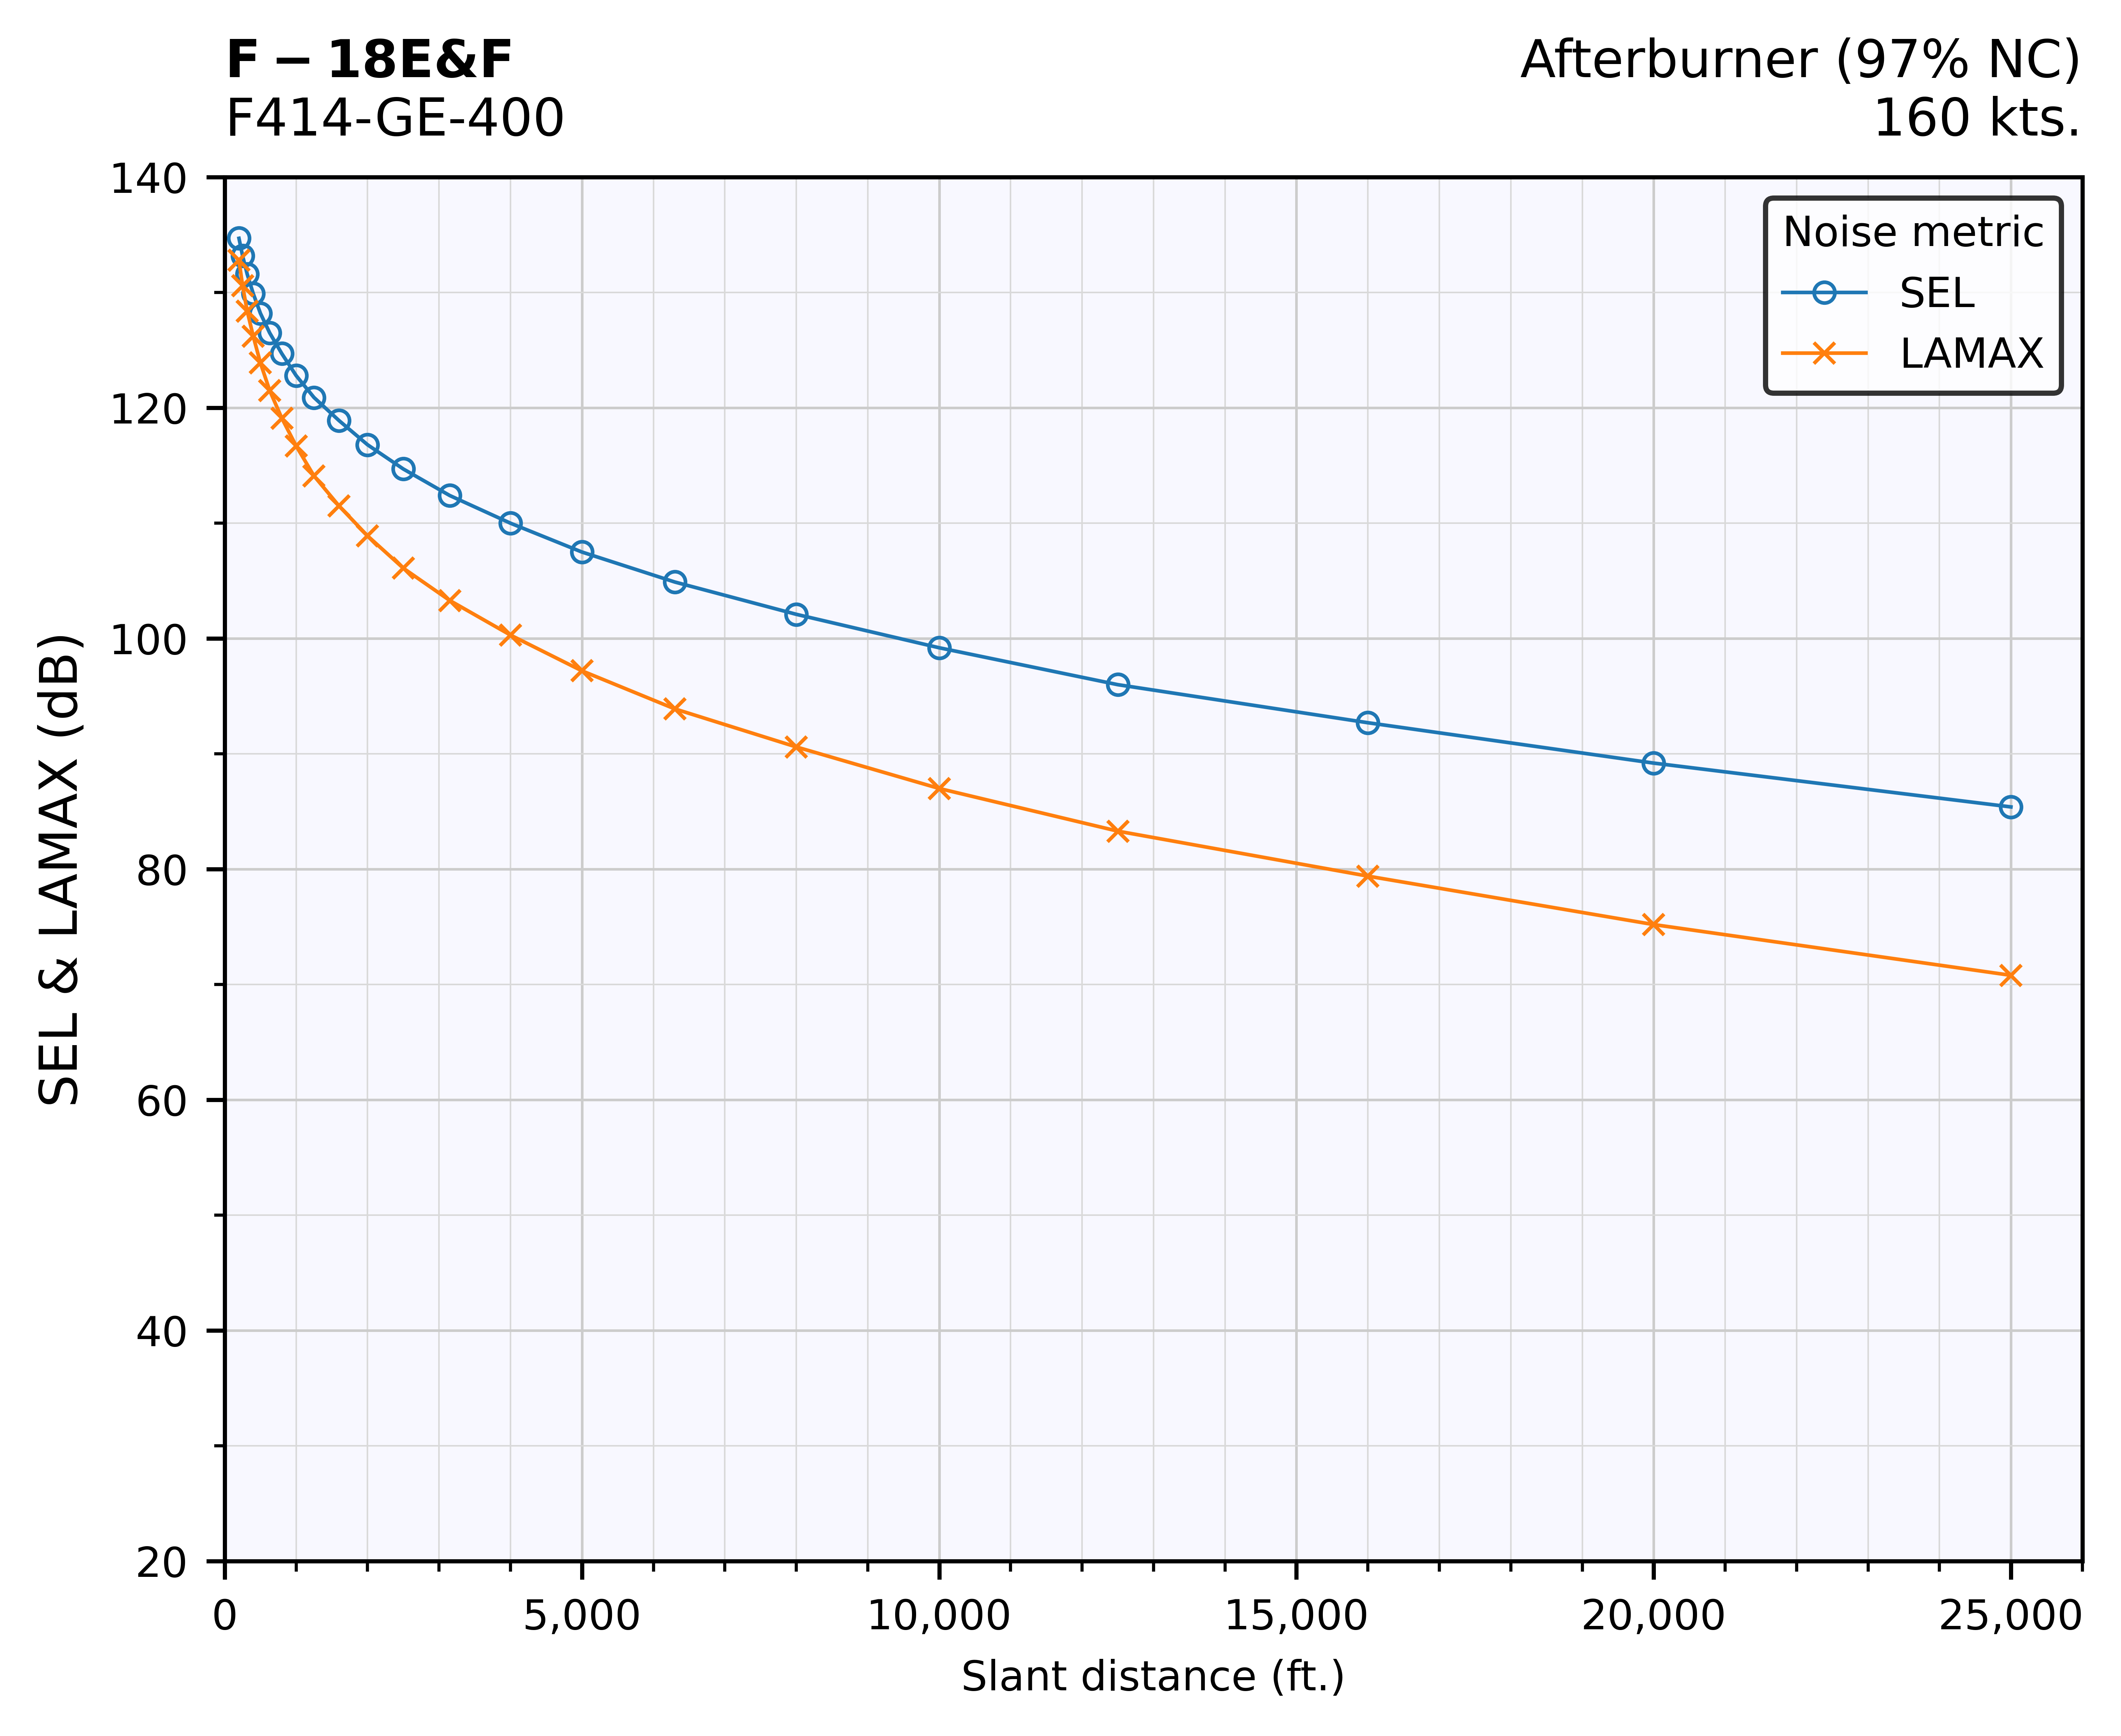 F − 18E&F
F414-GE-400
Afterburner (97% NC)
160 kts.
Noise metric
SEL
LAMAX
SEL & LAMAX (dB)
140
120
100
80
60
40
20
0 5,000 10,000 15,000 20,000 25,000
Slant distance (ft.)